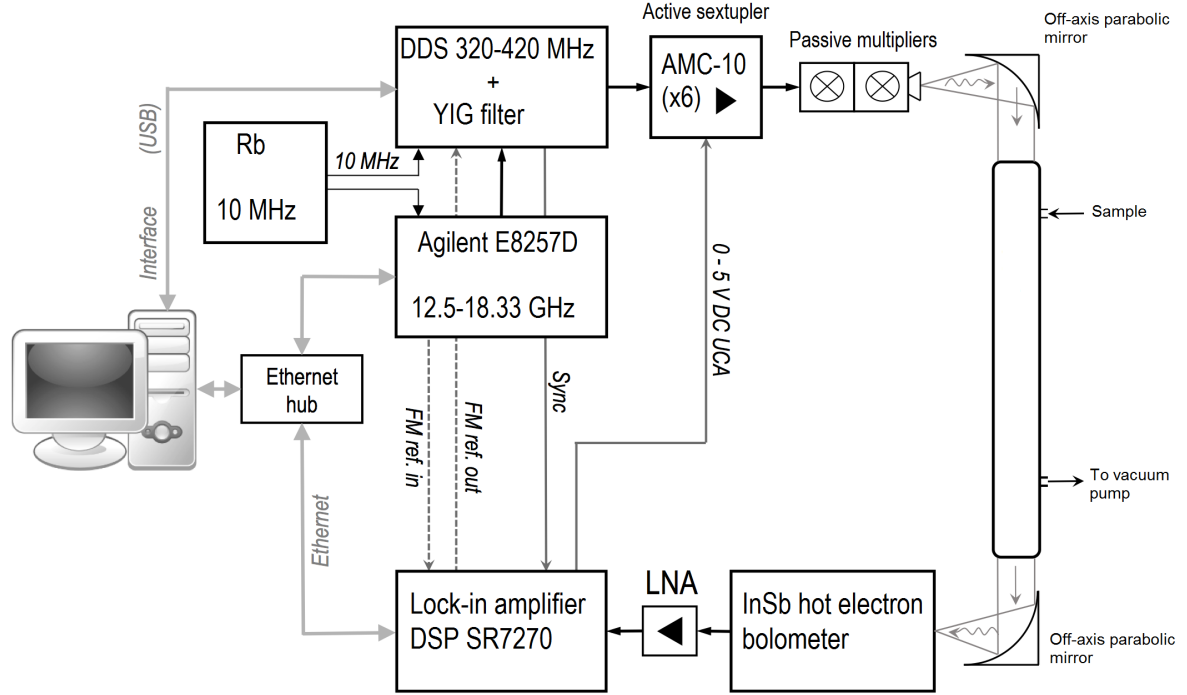 Active sextupler
Off-axis parabolic
mirror
DDS 320-420 MHz
+
YIG filter
AMC-10
(x6)
Passive multipliers
(USB)
Interface
Rb
10 MHz
10 MHz
Sample
Agilent E8257D
12.5-18.33 GHz
0 - 5 V DC UCA
Ethernet
hub
Sync
FM ref. in
FM ref. out
To vacuum
pump
Ethernet
Lock-in amplifier
DSP SR7270
LNA
InSb hot electron
bolometer
Off-axis parabolic
mirror